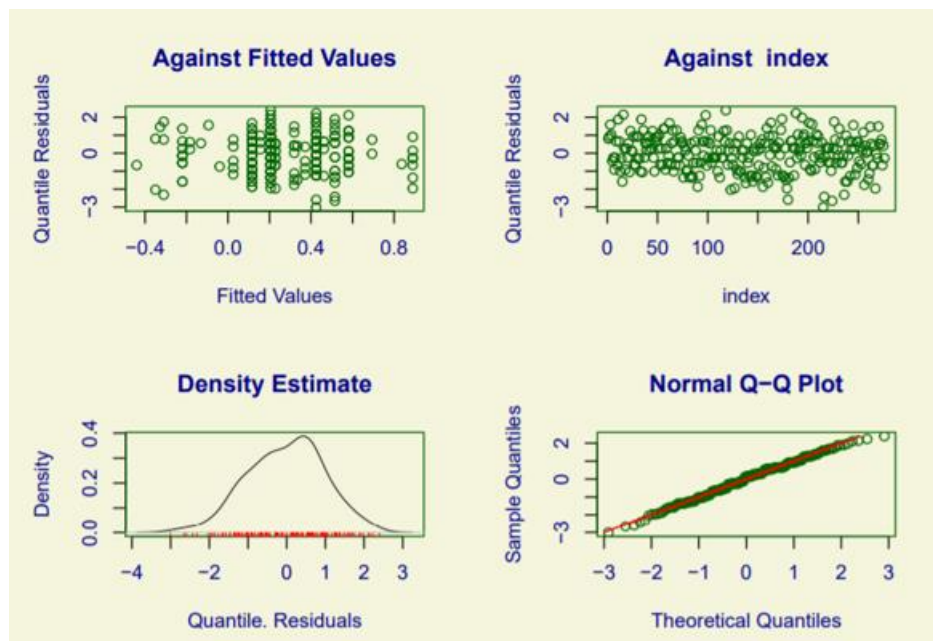 Against Fitted Values
Quantile Residuals
2
0
−3
−0.4
0.0
0.4
0.8
Fitted Values
Against index
Quantile Residuals
2
0
−3
0
50
100
200
index
Density Estimate
Density
0.4
0.2
0.0
−4
−2
0
1
2
3
Quantile. Residuals
Normal Q−Q Plot
Sample Quantiles
2
0
−3
−3
−2
−1
0
1
2
3
Theoretical Quantiles